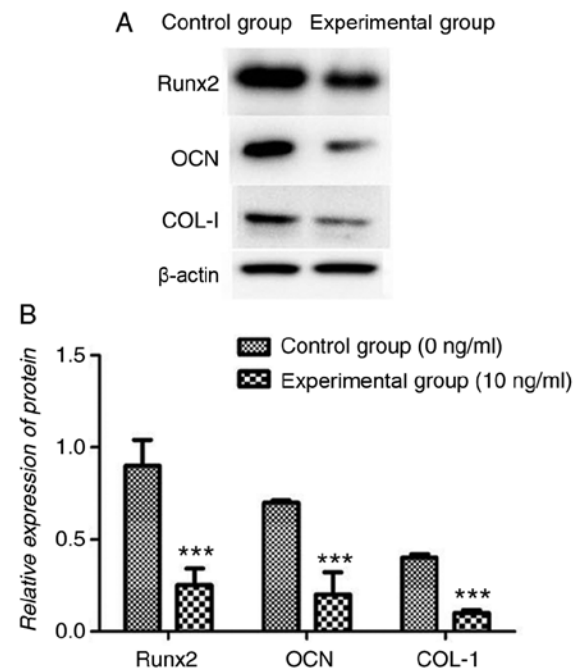 A
Control group Experimental group
Runx2
OCN
COL-I
β-actin
B
Control group (0 ng/ml)
Experimental group (10 ng/ml)
Relative expression of protein
1.5
1.0
0.5
0.0
***
***
***
Runx2 OCN COL-1